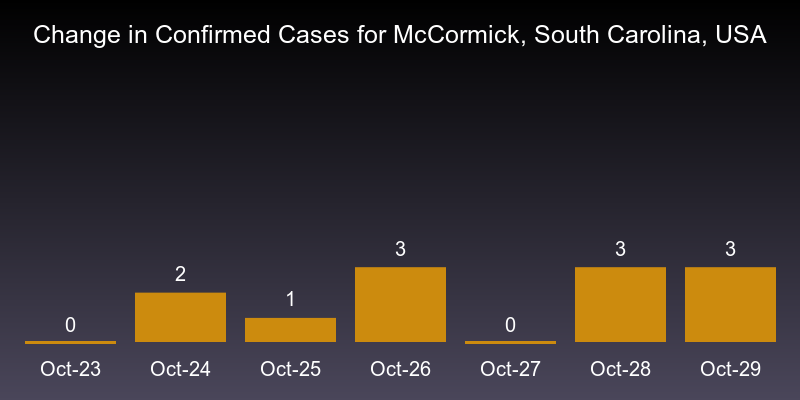 Change in Confirmed Cases for McCormick, South Carolina, USA
0 2 1 3 0 3 3
Oct-23 Oct-24 Oct-25 Oct-26 Oct-27 Oct-28 Oct-29